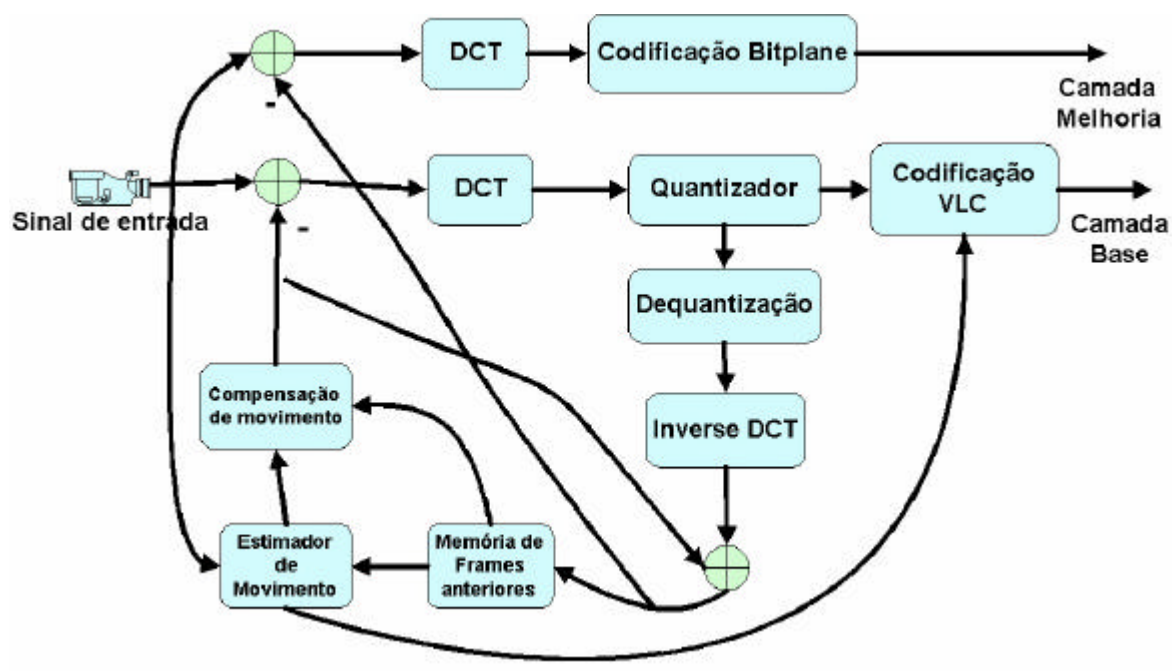 DCT
Codificação Bitplane
Camada
Melhoria
-
Sinal de entrada
DCT
Quantizador
Codificação
VLC
Camada
Base
-
Dequantização
Compensação
de movimento
Inverse DCT
Estimador
de
Movimento
Memória de
Frames
anteriores